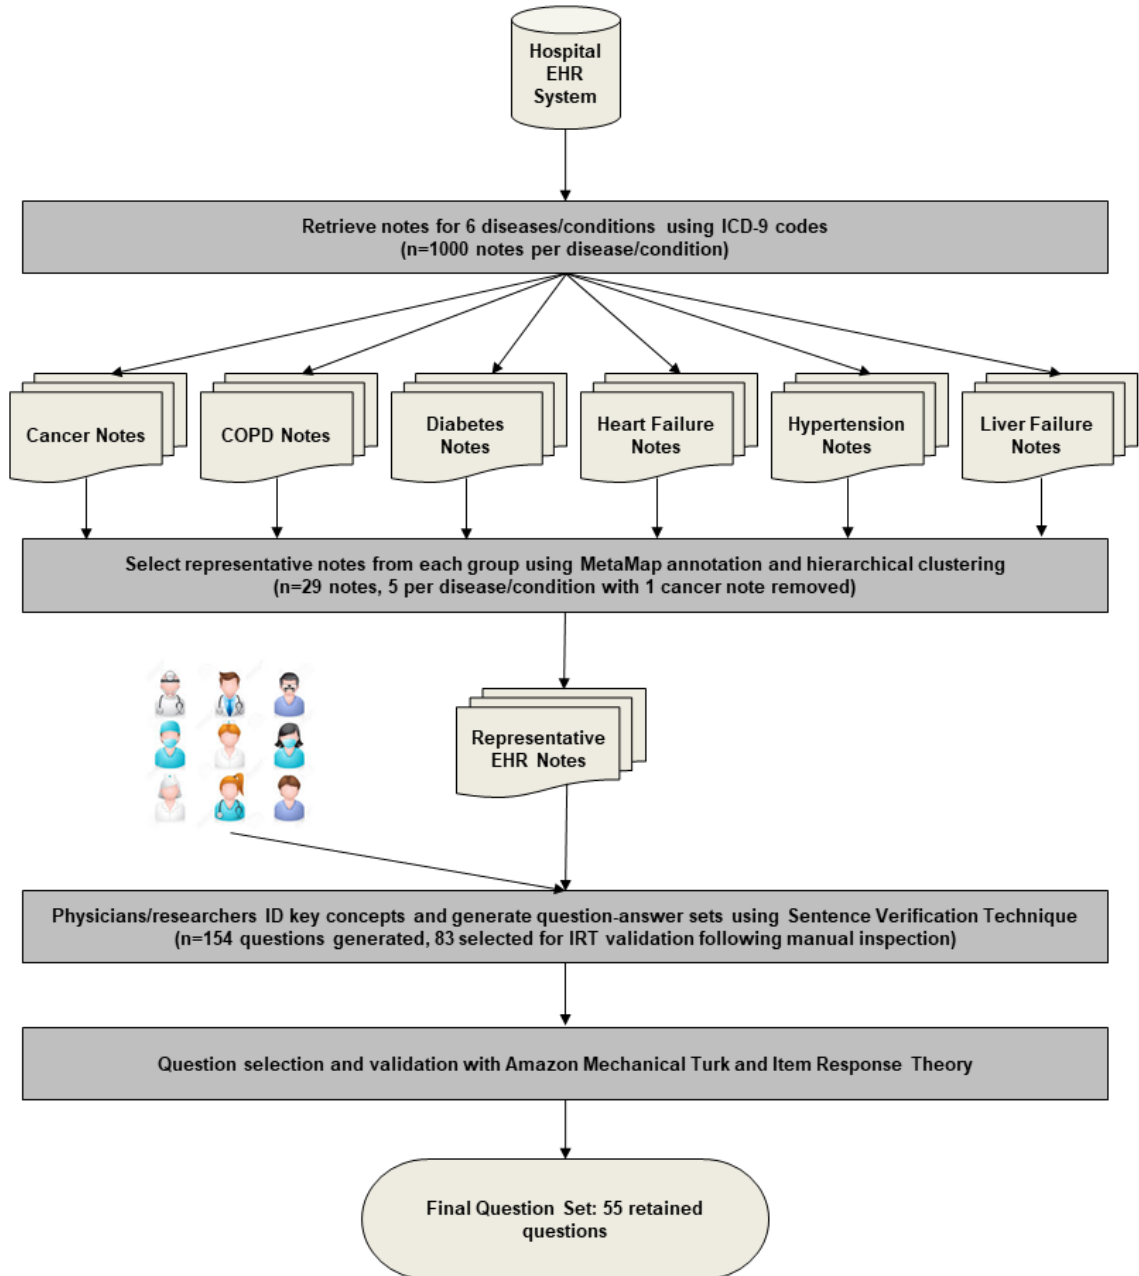 Hospital
EHR
System
Retrieve notes for 6 diseases/conditions using ICD-9 codes
(n=1000 notes per disease/condition)
Cancer Notes
COPD Notes
Diabetes
Notes
Heart Failure
Notes
Hypertension
Notes
Liver Failure
Notes
Select representative notes from each group using MetaMap annotation and hierarchical clustering
(n=29 notes, 5 per disease/condition with 1 cancer note removed)
Representative
EHR Notes
Physicians/researchers ID key concepts and generate question-answer sets using Sentence Verification Technique
(n=154 questions generated, 83 selected for IRT validation following manual inspection)
Question selection and validation with Amazon Mechanical Turk and Item Response Theory
Final Question Set: 55 retained
questions